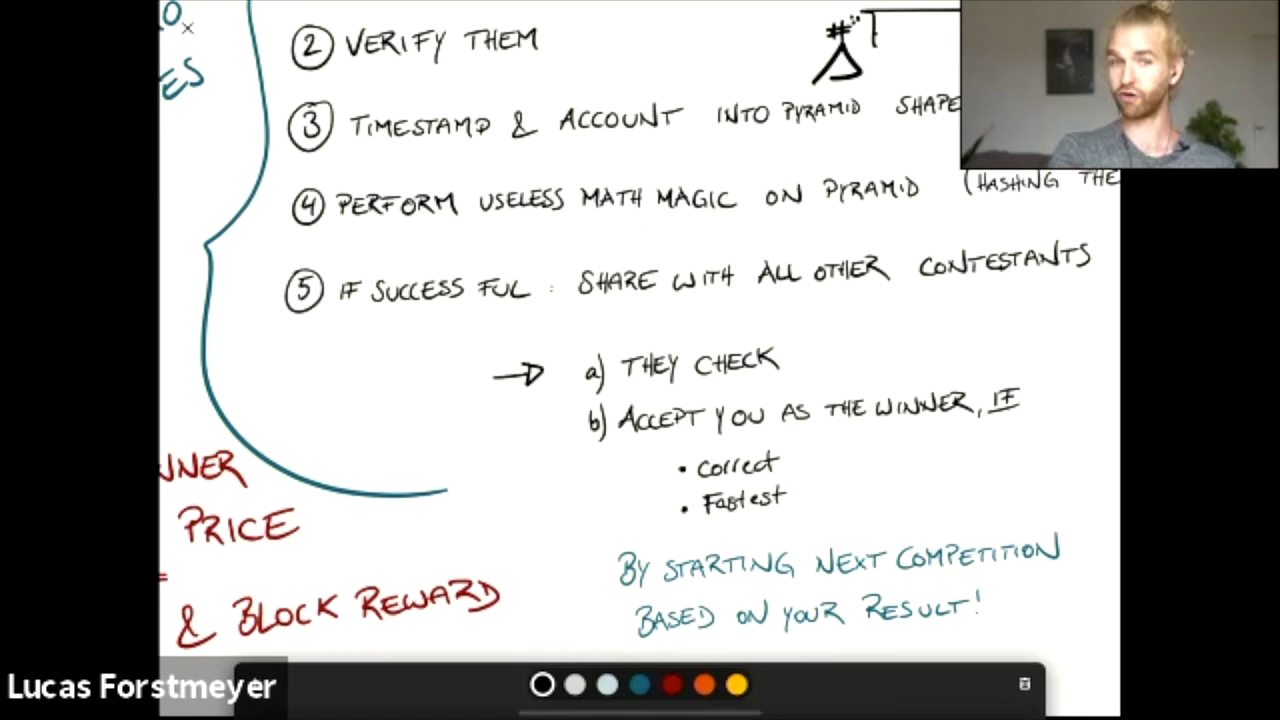 ② VERIFY THEM
③ TIMESTAMP & ACCOUNT INTO PYRAMID SHAPE
④ PERFORM USELESS MATH MAGIC ON PYRAMID (HASHING THE
⑤ IF SUCCESSFUL : SHARE WITH ALL OTHER CONTESTANTS
a) THEY CHECK
b) ACCEPT YOU AS THE WINNER, IF
• Correct
• Fastest
BY STARTING NEXT COMPETITION
BASED ON YOUR RESULT!
PRICE
& BLOCK REWARD
Lucas Forstmeyer